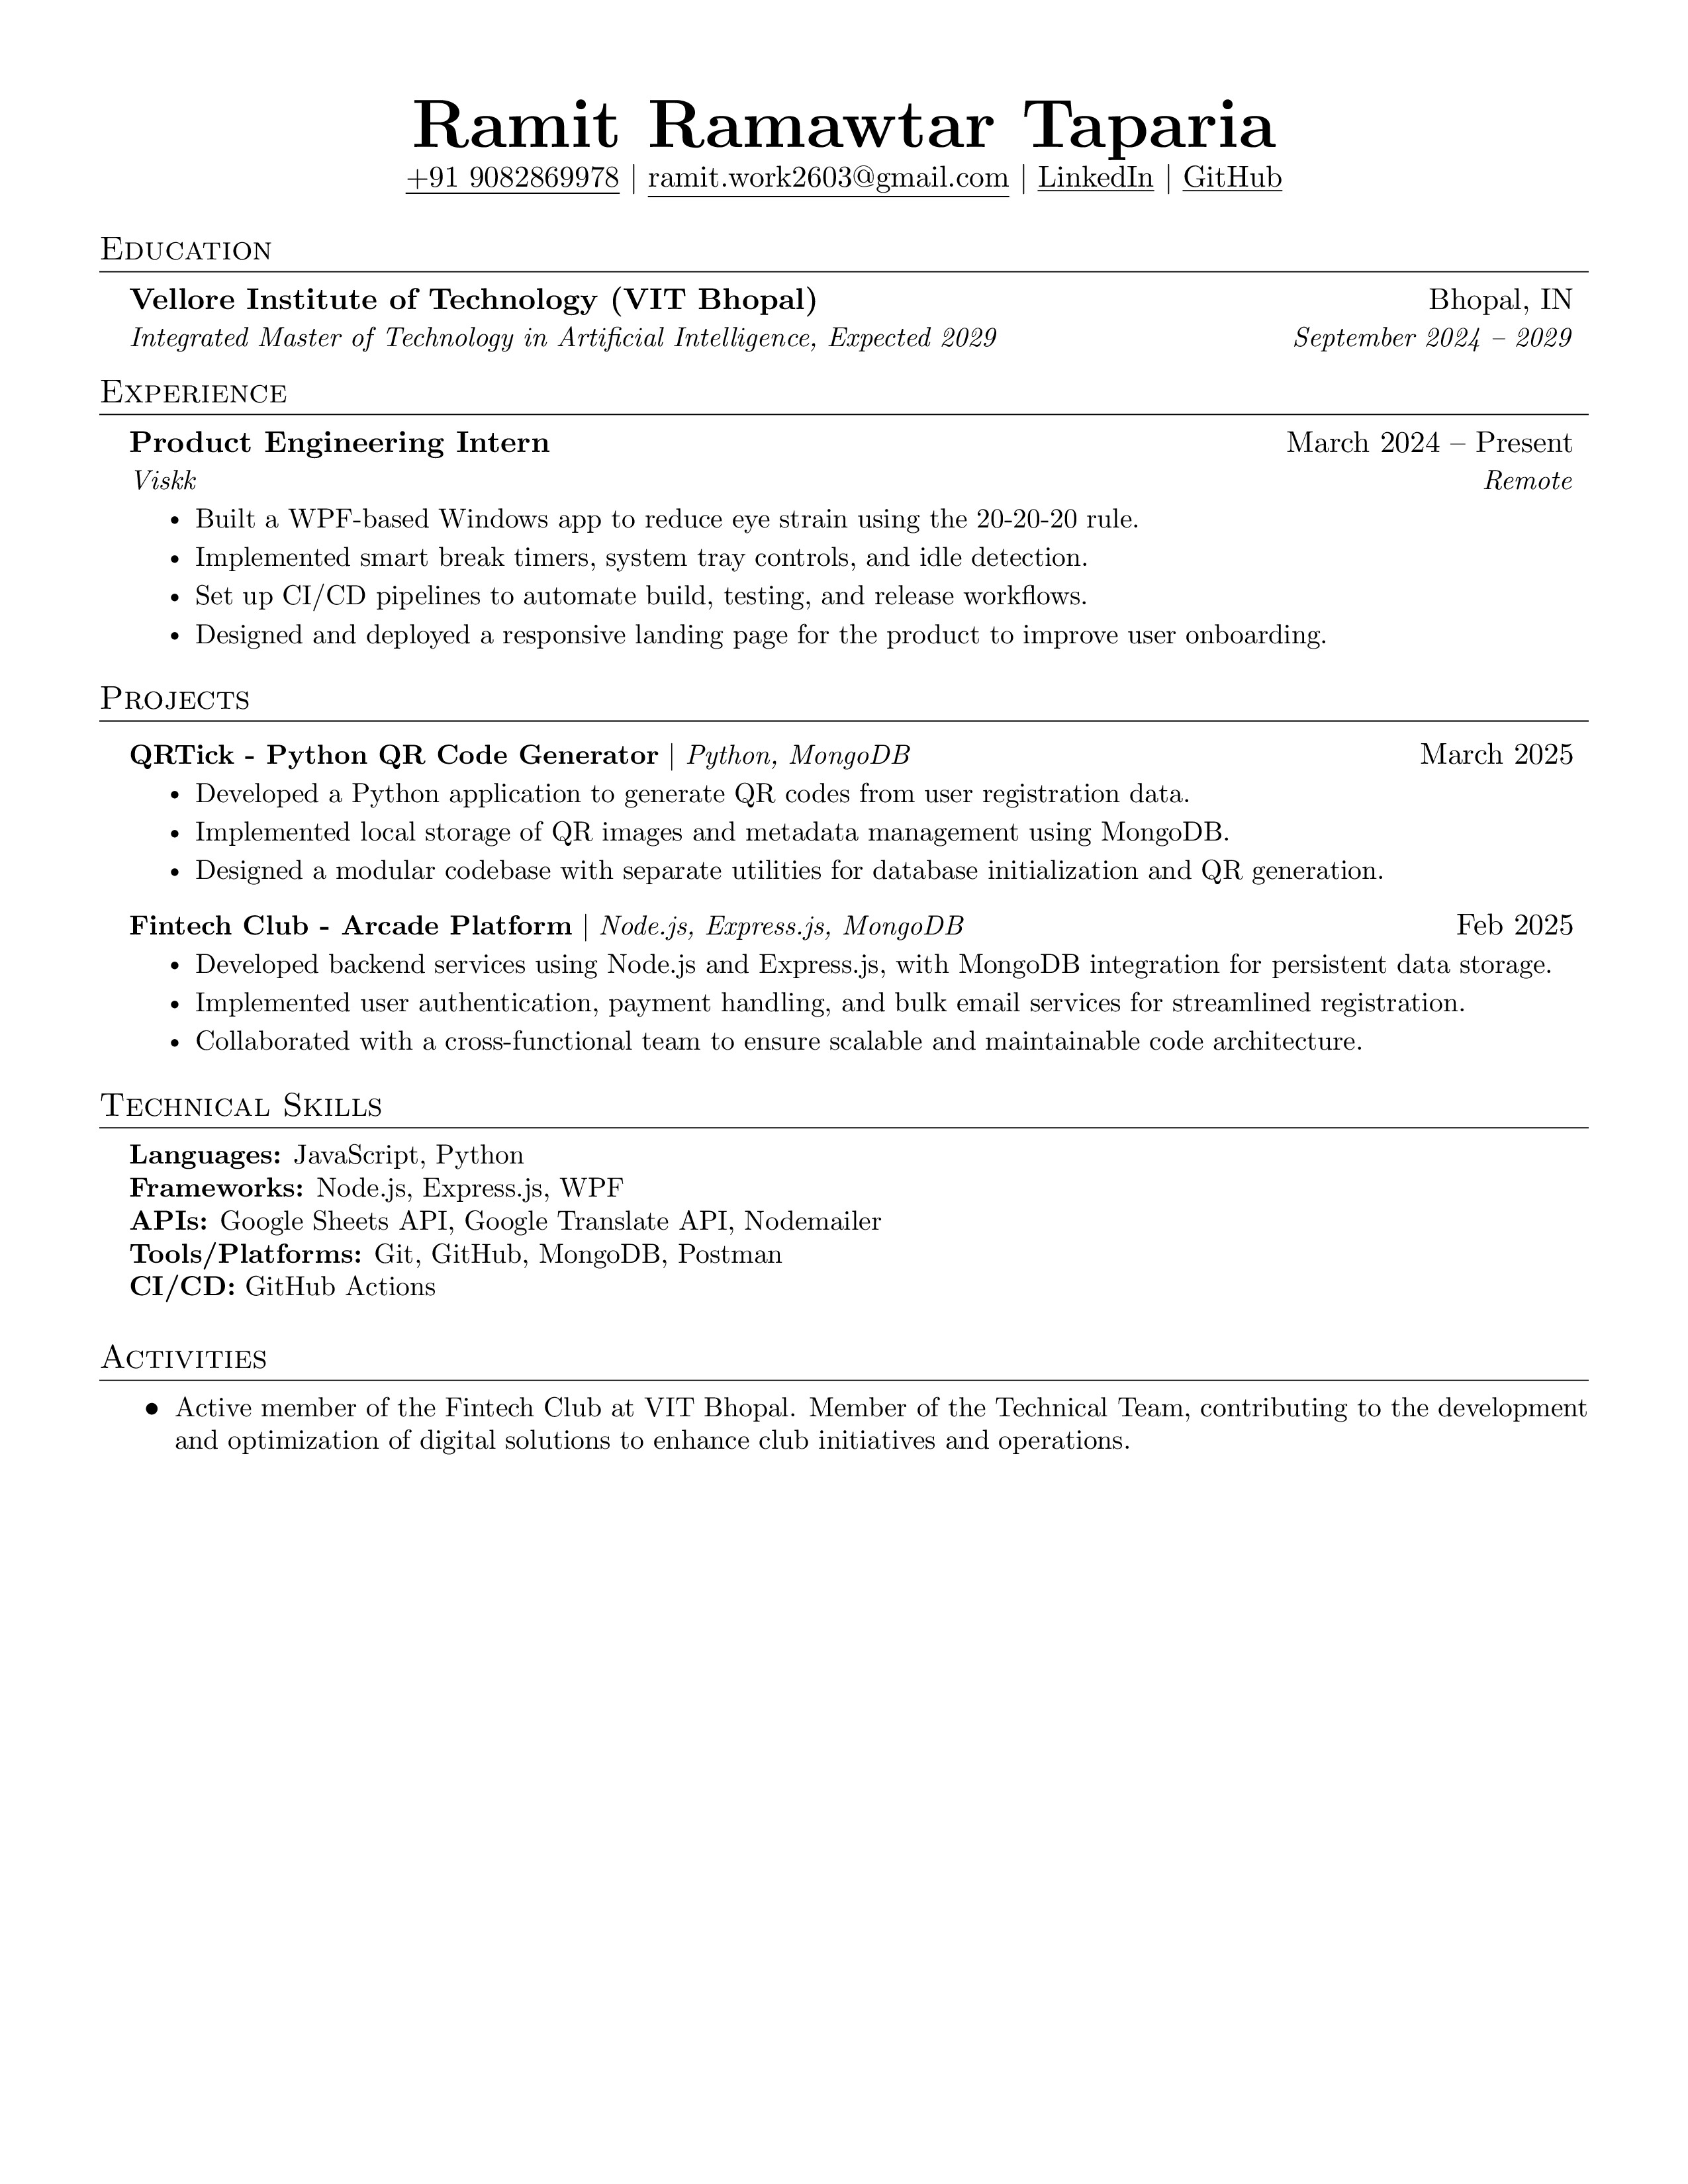 Ramit Ramawtar Taparia
+91 9082869978 | ramit.work2603@gmail.com | LinkedIn | GitHub
Education
Vellore Institute of Technology (VIT Bhopal) Bhopal, IN
Integrated Master of Technology in Artificial Intelligence, Expected 2029 September 2024 – 2029
Experience
Product Engineering Intern March 2024 – Present
Viskk Remote
• Built a WPF-based Windows app to reduce eye strain using the 20-20-20 rule.
• Implemented smart break timers, system tray controls, and idle detection.
• Set up CI/CD pipelines to automate build, testing, and release workflows.
• Designed and deployed a responsive landing page for the product to improve user onboarding.
Projects
QRTick - Python QR Code Generator | Python, MongoDB March 2025
• Developed a Python application to generate QR codes from user registration data.
• Implemented local storage of QR images and metadata management using MongoDB.
• Designed a modular codebase with separate utilities for database initialization and QR generation.
Fintech Club - Arcade Platform | Node.js, Express.js, MongoDB Feb 2025
• Developed backend services using Node.js and Express.js, with MongoDB integration for persistent data storage.
• Implemented user authentication, payment handling, and bulk email services for streamlined registration.
• Collaborated with a cross-functional team to ensure scalable and maintainable code architecture.
Technical Skills
Languages: JavaScript, Python
Frameworks: Node.js, Express.js, WPF
APIs: Google Sheets API, Google Translate API, Nodemailer
Tools/Platforms: Git, GitHub, MongoDB, Postman
CI/CD: GitHub Actions
Activities
• Active member of the Fintech Club at VIT Bhopal. Member of the Technical Team, contributing to the development
and optimization of digital solutions to enhance club initiatives and operations.